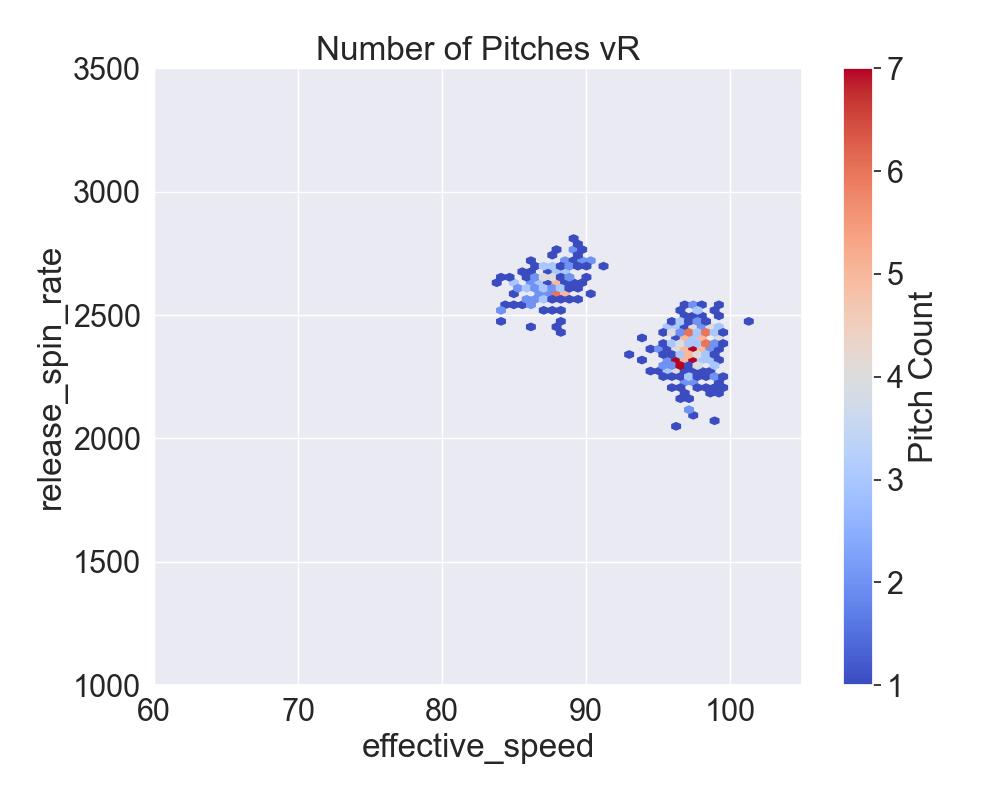 Number of Pitches vR
3500
3000
2500
2000
1500
1000
release_spin_rate
60 70 80 90 100
effective_speed
7
6
5
4
3
2
1
Pitch Count